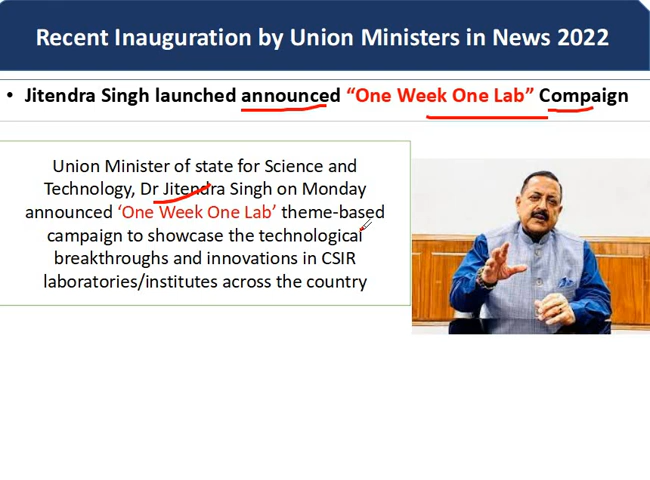 Recent Inauguration by Union Ministers in News 2022
• Jitendra Singh launched announced “One Week One Lab” Compaign
Union Minister of state for Science and
Technology, Dr Jitendra Singh on Monday
announced ‘One Week One Lab’ theme-based
campaign to showcase the technological
breakthroughs and innovations in CSIR
laboratories/institutes across the country